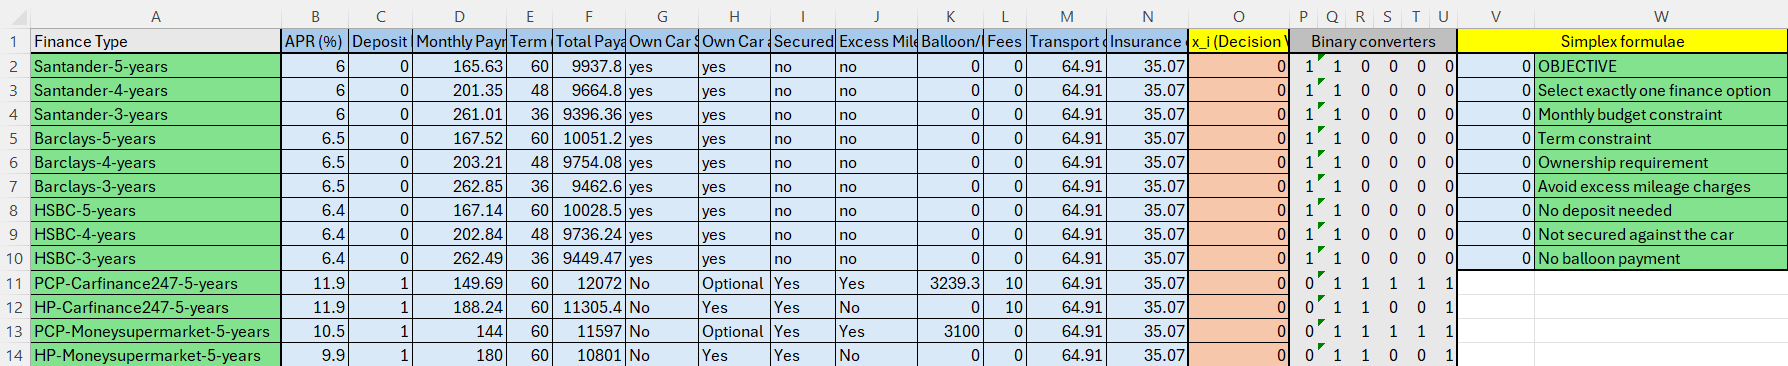 A B C D E F G H I J K L M N O P Q R S T U V W
1 Finance Type APR (%) Deposit Monthly Payr Term Total Paya Own Car Own Car Secured Excess Mile Balloon/ Fees Transport Insurance x_i (Decision Binary converters Simplex formulae
2 Santander-5-years 6 0 165.63 60 9937.8 yes yes no no 0 0 64.91 35.07 0 1 1 0 0 0 0 0 OBJECTIVE
3 Santander-4-years 6 0 201.35 48 9664.8 yes yes no no 0 0 64.91 35.07 0 1 1 0 0 0 0 0 Select exactly one finance option
4 Santander-3-years 6 0 261.01 36 9396.36 yes yes no no 0 0 64.91 35.07 0 1 1 0 0 0 0 0 Monthly budget constraint
5 Barclays-5-years 6.5 0 167.52 60 10051.2 yes yes no no 0 0 64.91 35.07 0 1 1 0 0 0 0 0 Term constraint
6 Barclays-4-years 6.5 0 203.21 48 9754.08 yes yes no no 0 0 64.91 35.07 0 1 1 0 0 0 0 0 Ownership requirement
7 Barclays-3-years 6.5 0 262.85 36 9462.6 yes yes no no 0 0 64.91 35.07 0 1 1 0 0 0 0 0 Avoid excess mileage charges
8 HSBC-5-years 6.4 0 167.14 60 10028.5 yes yes no no 0 0 64.91 35.07 0 1 1 0 0 0 0 0 No deposit needed
9 HSBC-4-years 6.4 0 202.84 48 9736.24 yes yes no no 0 0 64.91 35.07 0 1 1 0 0 0 0 0 Not secured against the car
10 HSBC-3-years 6.4 0 262.49 36 9449.47 yes yes no no 0 0 64.91 35.07 0 1 1 0 0 0 0 0 No balloon payment
11 PCP-Carfinance247-5-years 11.9 1 149.69 60 12072 No Optional Yes Yes 3239.3 10 64.91 35.07 0 0 1 1 1 1 1
12 HP-Carfinance247-5-years 11.9 1 188.24 60 11305.4 No Yes Yes No 0 10 64.91 35.07 0 0 1 1 0 0 1
13 PCP-Moneysupermarket-5-years 10.5 1 144 60 11597 No Optional Yes Yes 3100 0 64.91 35.07 0 0 1 1 1 1 1
14 HP-Moneysupermarket-5-years 9.9 1 180 60 10801 No Yes Yes No 0 0 64.91 35.07 0 0 1 1 0 0 1